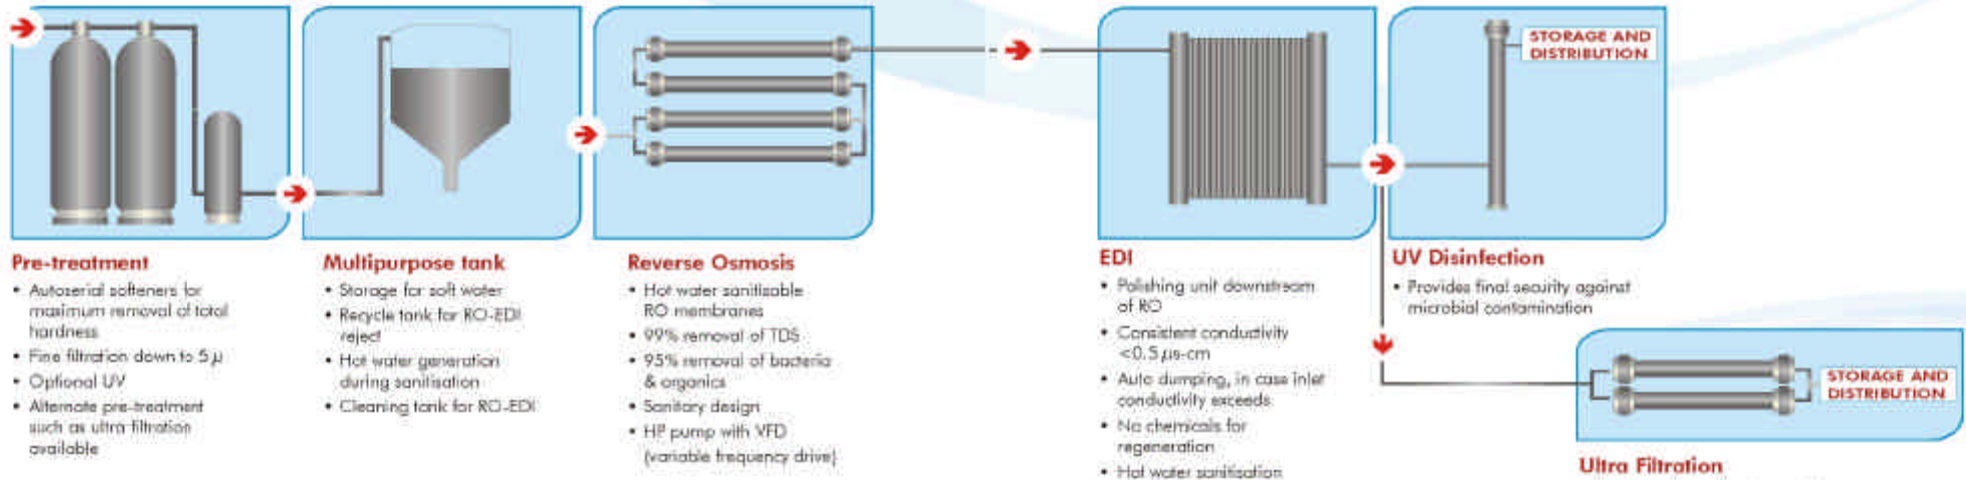 Pre-treatment
• Autoserial softeners for
maximum removal of total
hardness
• Fine filtration down to 5 µ
• Optional UV
• Alternate pre-treatment
such as ultra filtration
available
Multipurpose tank
• Storage for soft water
• Recycle tank for RO-EDI
reject
• Hot water generation
during sanitisation
• Cleaning tank for RO-EDI
Reverse Osmosis
• Hot water sanitisable
RO membranes
• 99% removal of TDS
• 95% removal of bacteria
& organics
• Sanitary design
• HP pump with VFD
(variable frequency drive)
EDI
• Polishing unit downstream
of RO
• Consistent conductivity
<0.5 µs-cm
• Auto dumping, in case inlet
conductivity exceeds
• No chemicals for
regeneration
• Hot water sanitisation
STORAGE AND
DISTRIBUTION
UV Disinfection
• Provides final security against
microbial contamination
STORAGE AND
DISTRIBUTION
Ultra Filtration